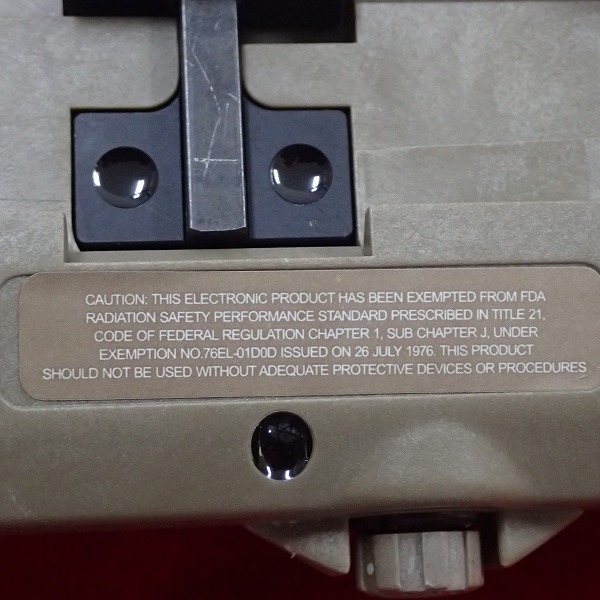 CAUTION: THIS ELECTRONIC PRODUCT HAS BEEN EXEMPTED FROM FDA
RADIATION SAFETY PERFORMANCE STANDARD PRESCRIBED IN TITLE 21,
CODE OF FEDERAL REGULATION CHAPTER 1, SUB CHAPTER J, UNDER
EXEMPTION NO.76EL-01D0D ISSUED ON 26 JULY 1976. THIS PRODUCT
SHOULD NOT BE USED WITHOUT ADEQUATE PROTECTIVE DEVICES OR PROCEDURES